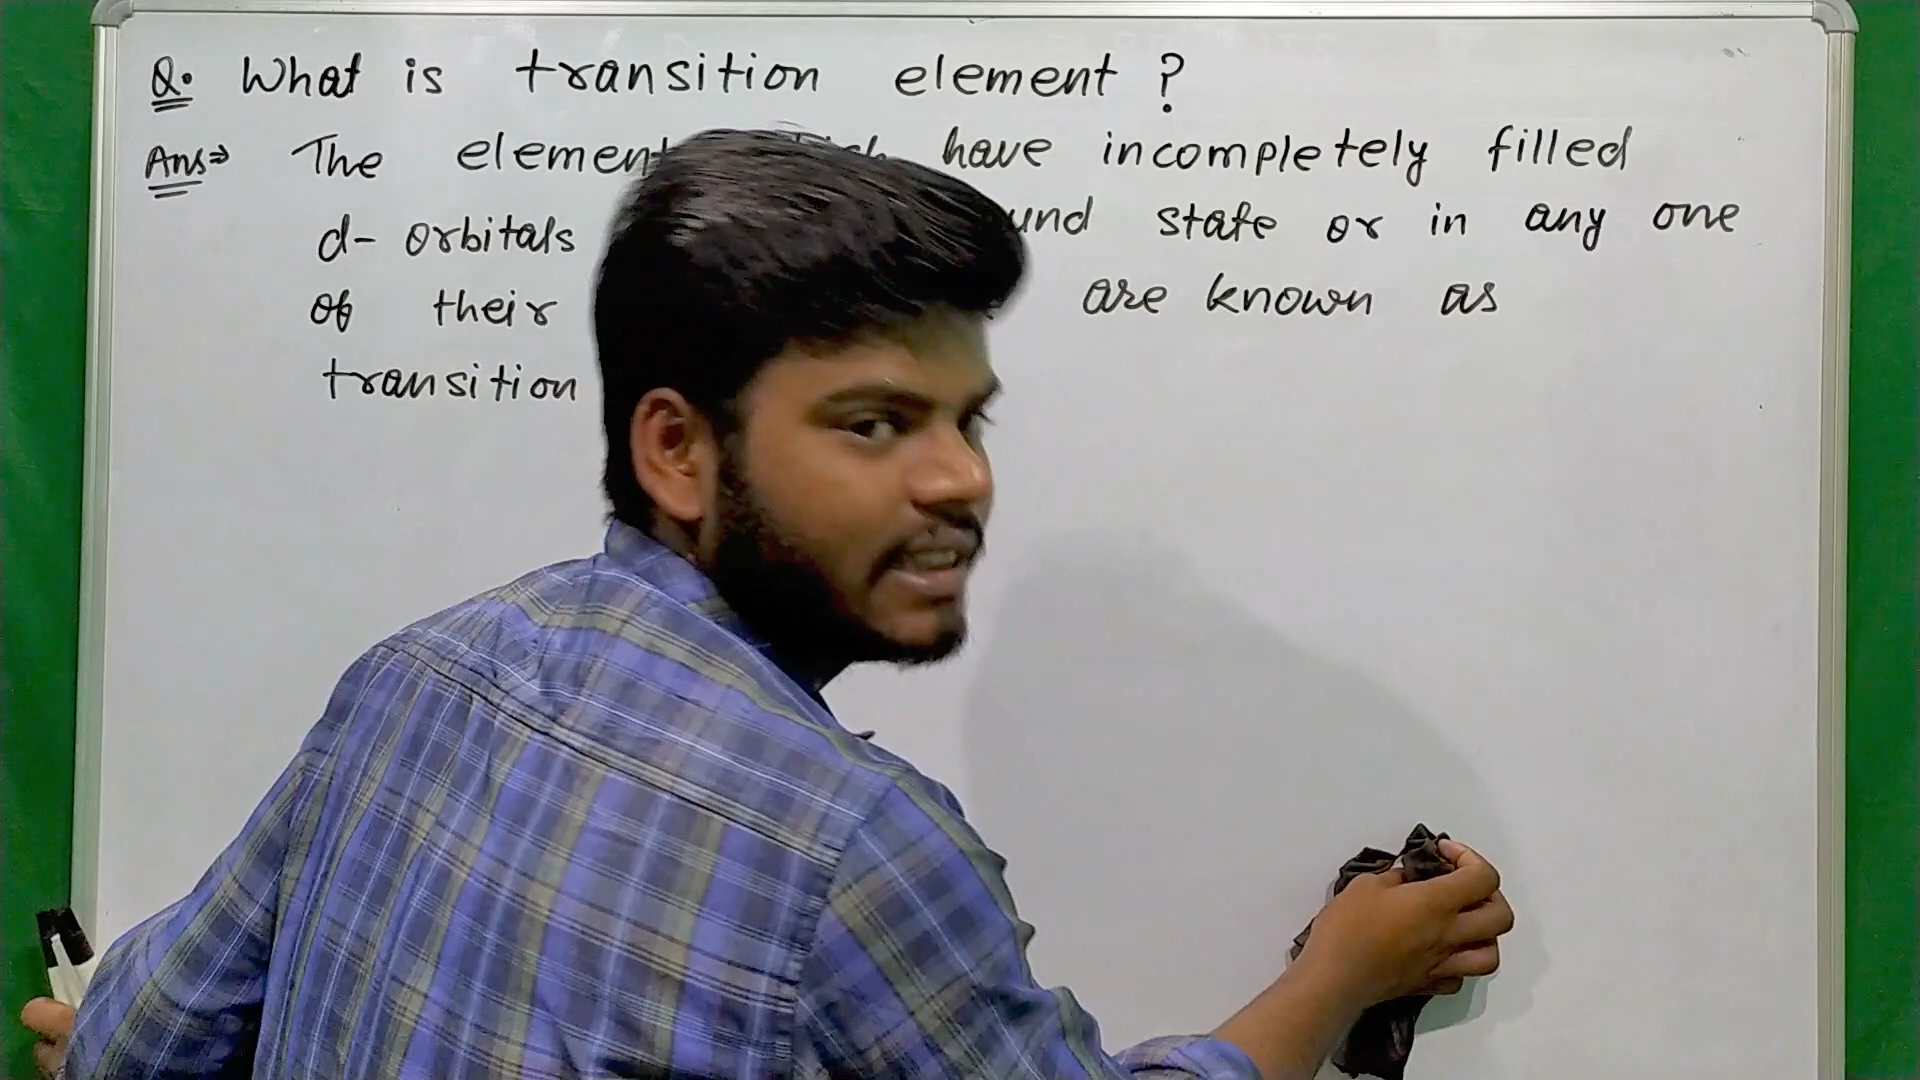 Q. What is transition element ?
Ans⇒ The element have incompletely filled
d- orbitals state or in any one
of their are known as
transition